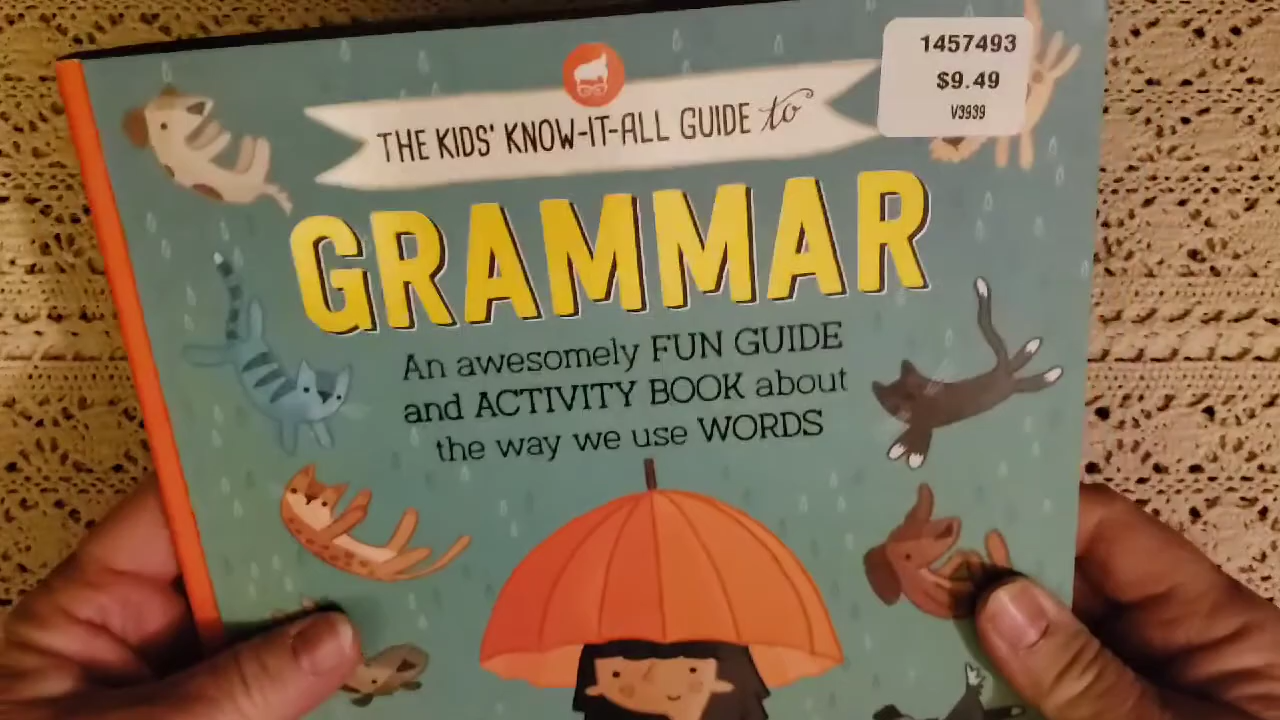 1457493
$9.49
V3939
THE KIDS' KNOW-IT-ALL GUIDE to
GRAMMAR
An awesomely FUN GUIDE
and ACTIVITY BOOK about
the way we use WORDS